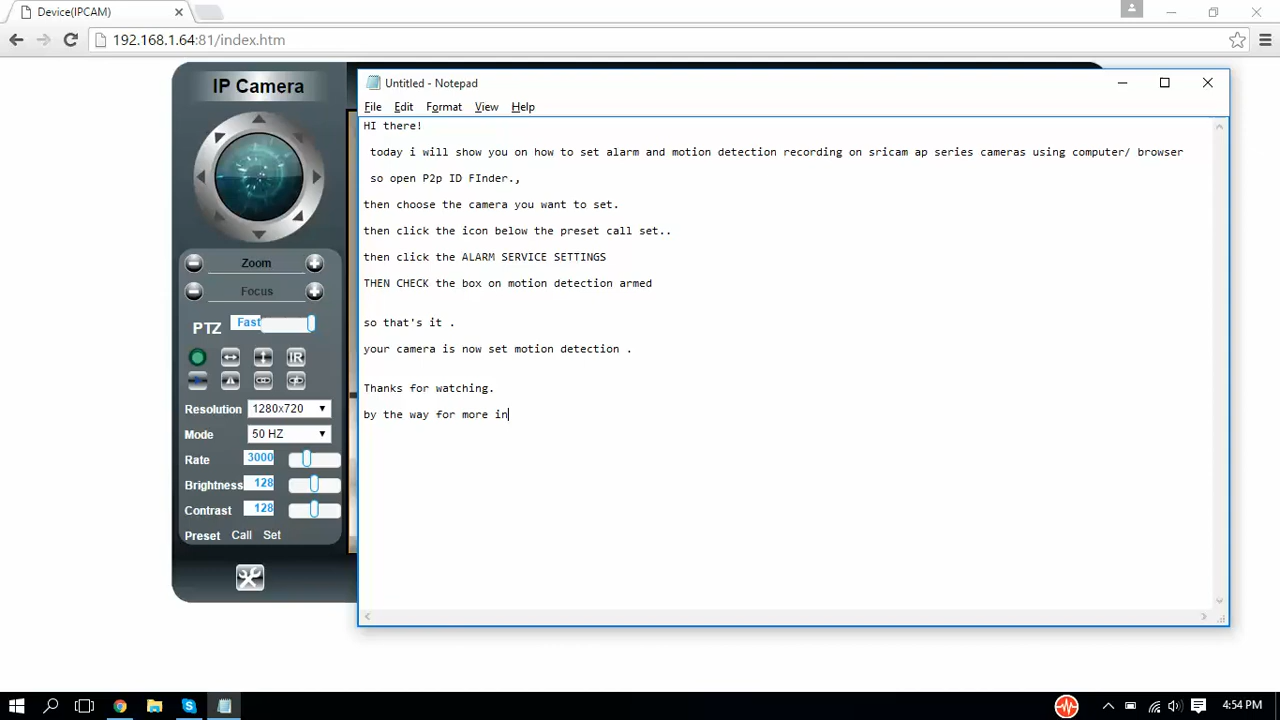 Device(IPCAM)
192.168.1.64:81/index.htm
IP Camera
Untitled - Notepad
File Edit Format View Help
HI there!
today i will show you on how to set alarm and motion detection recording on sricam ap series cameras using computer/ browser
so open P2p ID FInder.,
then choose the camera you want to set.
then click the icon below the preset call set..
then click the ALARM SERVICE SETTINGS
THEN CHECK the box on motion detection armed
so that's it .
your camera is now set motion detection .
Thanks for watching.
by the way for more in
Zoom
Focus
PTZ Fast
IR
Resolution 1280x720
Mode 50 HZ
Rate 3000
Brightness 128
Contrast 128
Preset Call Set
4:54 PM